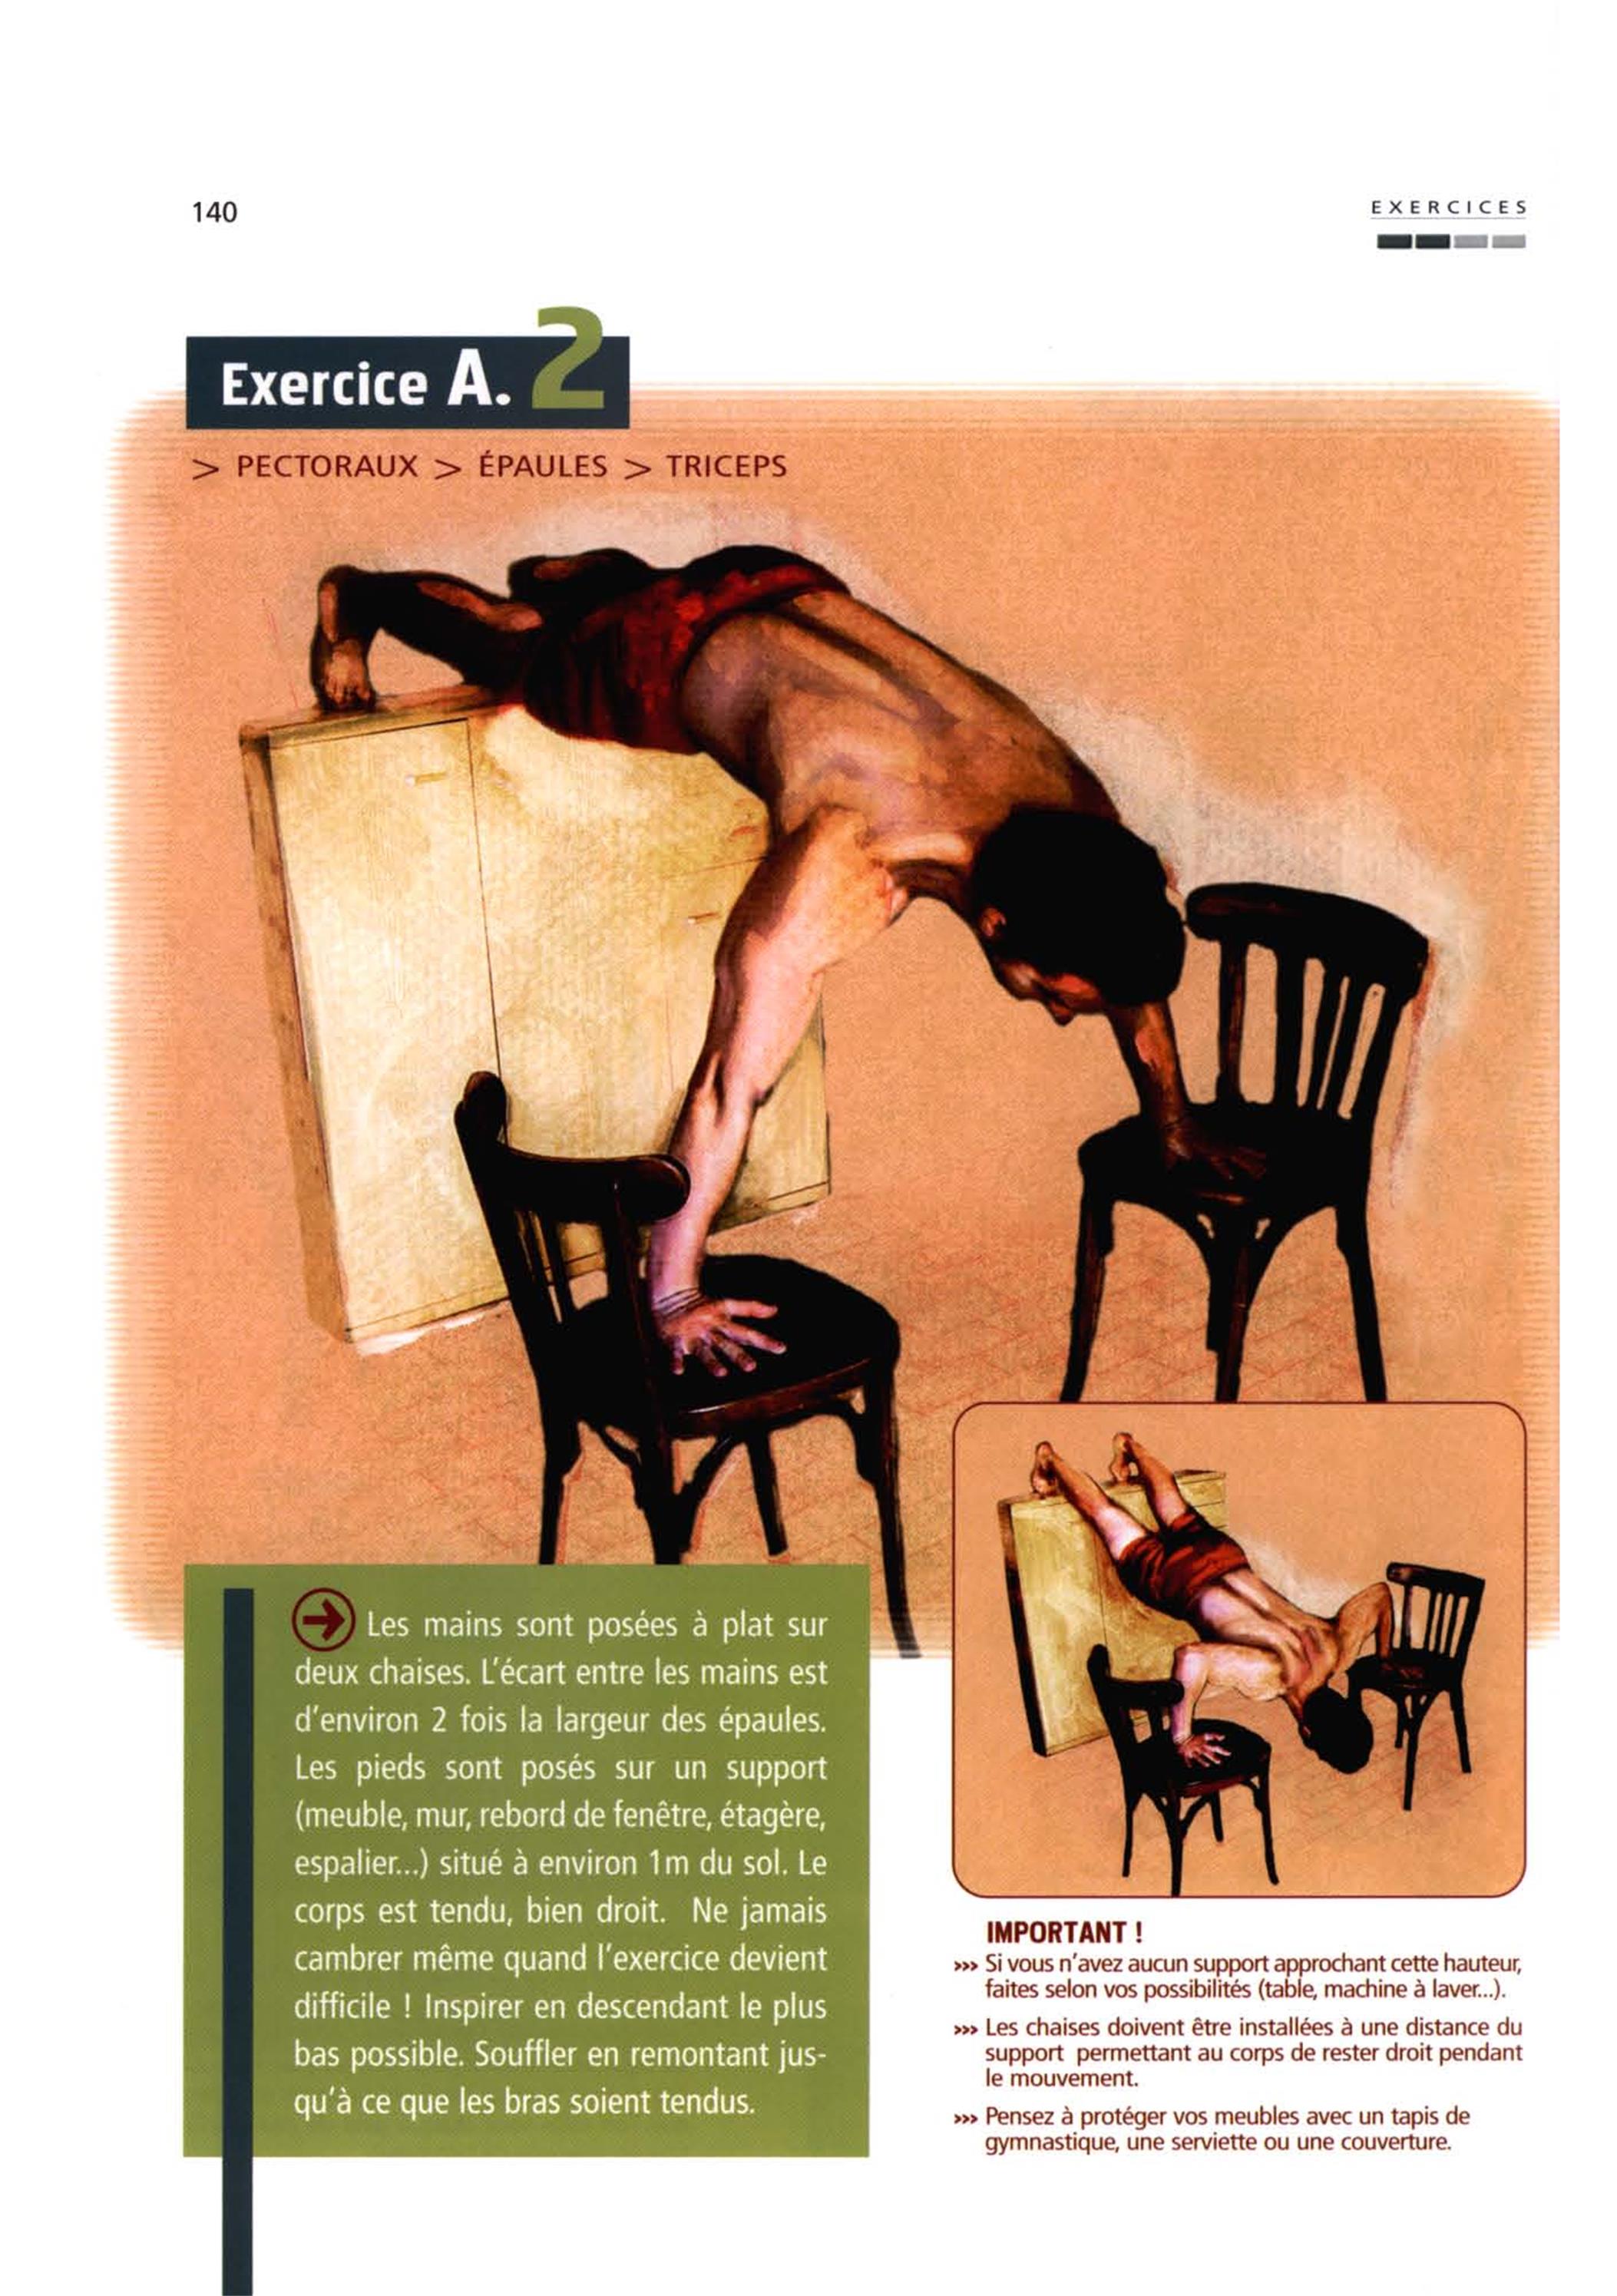 140
EXERCICES
Exercice A. 2
> PECTORAUX > ÉPAULES > TRICEPS
Les mains sont posées à plat sur
deux chaises. L'écart entre les mains est
d'environ 2 fois la largeur des épaules.
Les pieds sont posés sur un support
(meuble, mur, rebord de fenêtre, étagère,
espalier...) situé à environ 1m du sol. Le
corps est tendu, bien droit. Ne jamais
cambrer même quand l'exercice devient
difficile ! Inspirer en descendant le plus
bas possible. Souffler en remontant jus-
qu'à ce que les bras soient tendus.
IMPORTANT !
»» Si vous n'avez aucun support approchant cette hauteur,
faites selon vos possibilités (table, machine à laver...).
»» Les chaises doivent être installées à une distance du
support permettant au corps de rester droit pendant
le mouvement.
»» Pensez à protéger vos meubles avec un tapis de
gymnastique, une serviette ou une couverture.